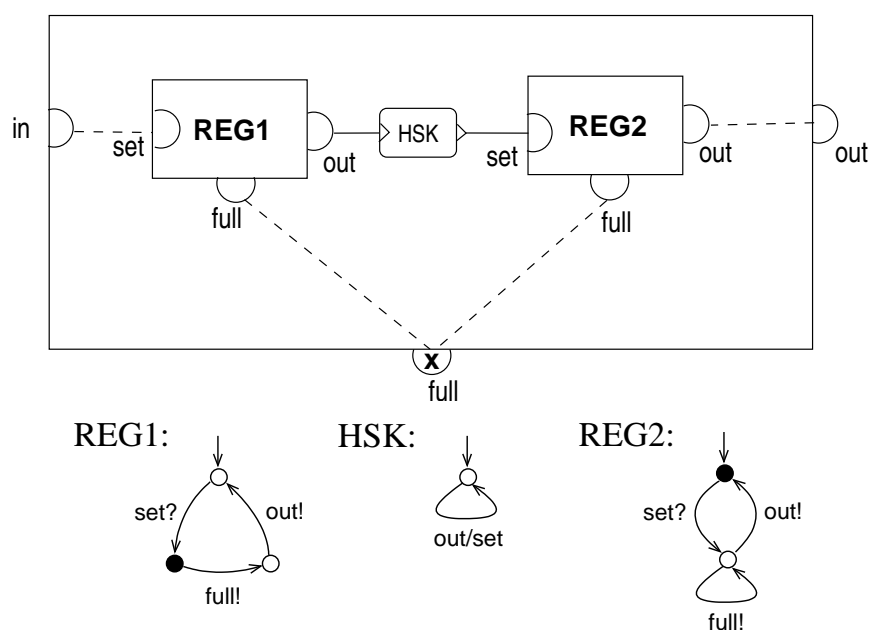 in
set
REG1
out
full
HSK
set
REG2
out
full
out
x
full
REG1:
set?
out!
full!
HSK:
out/set
REG2:
set?
out!
full!